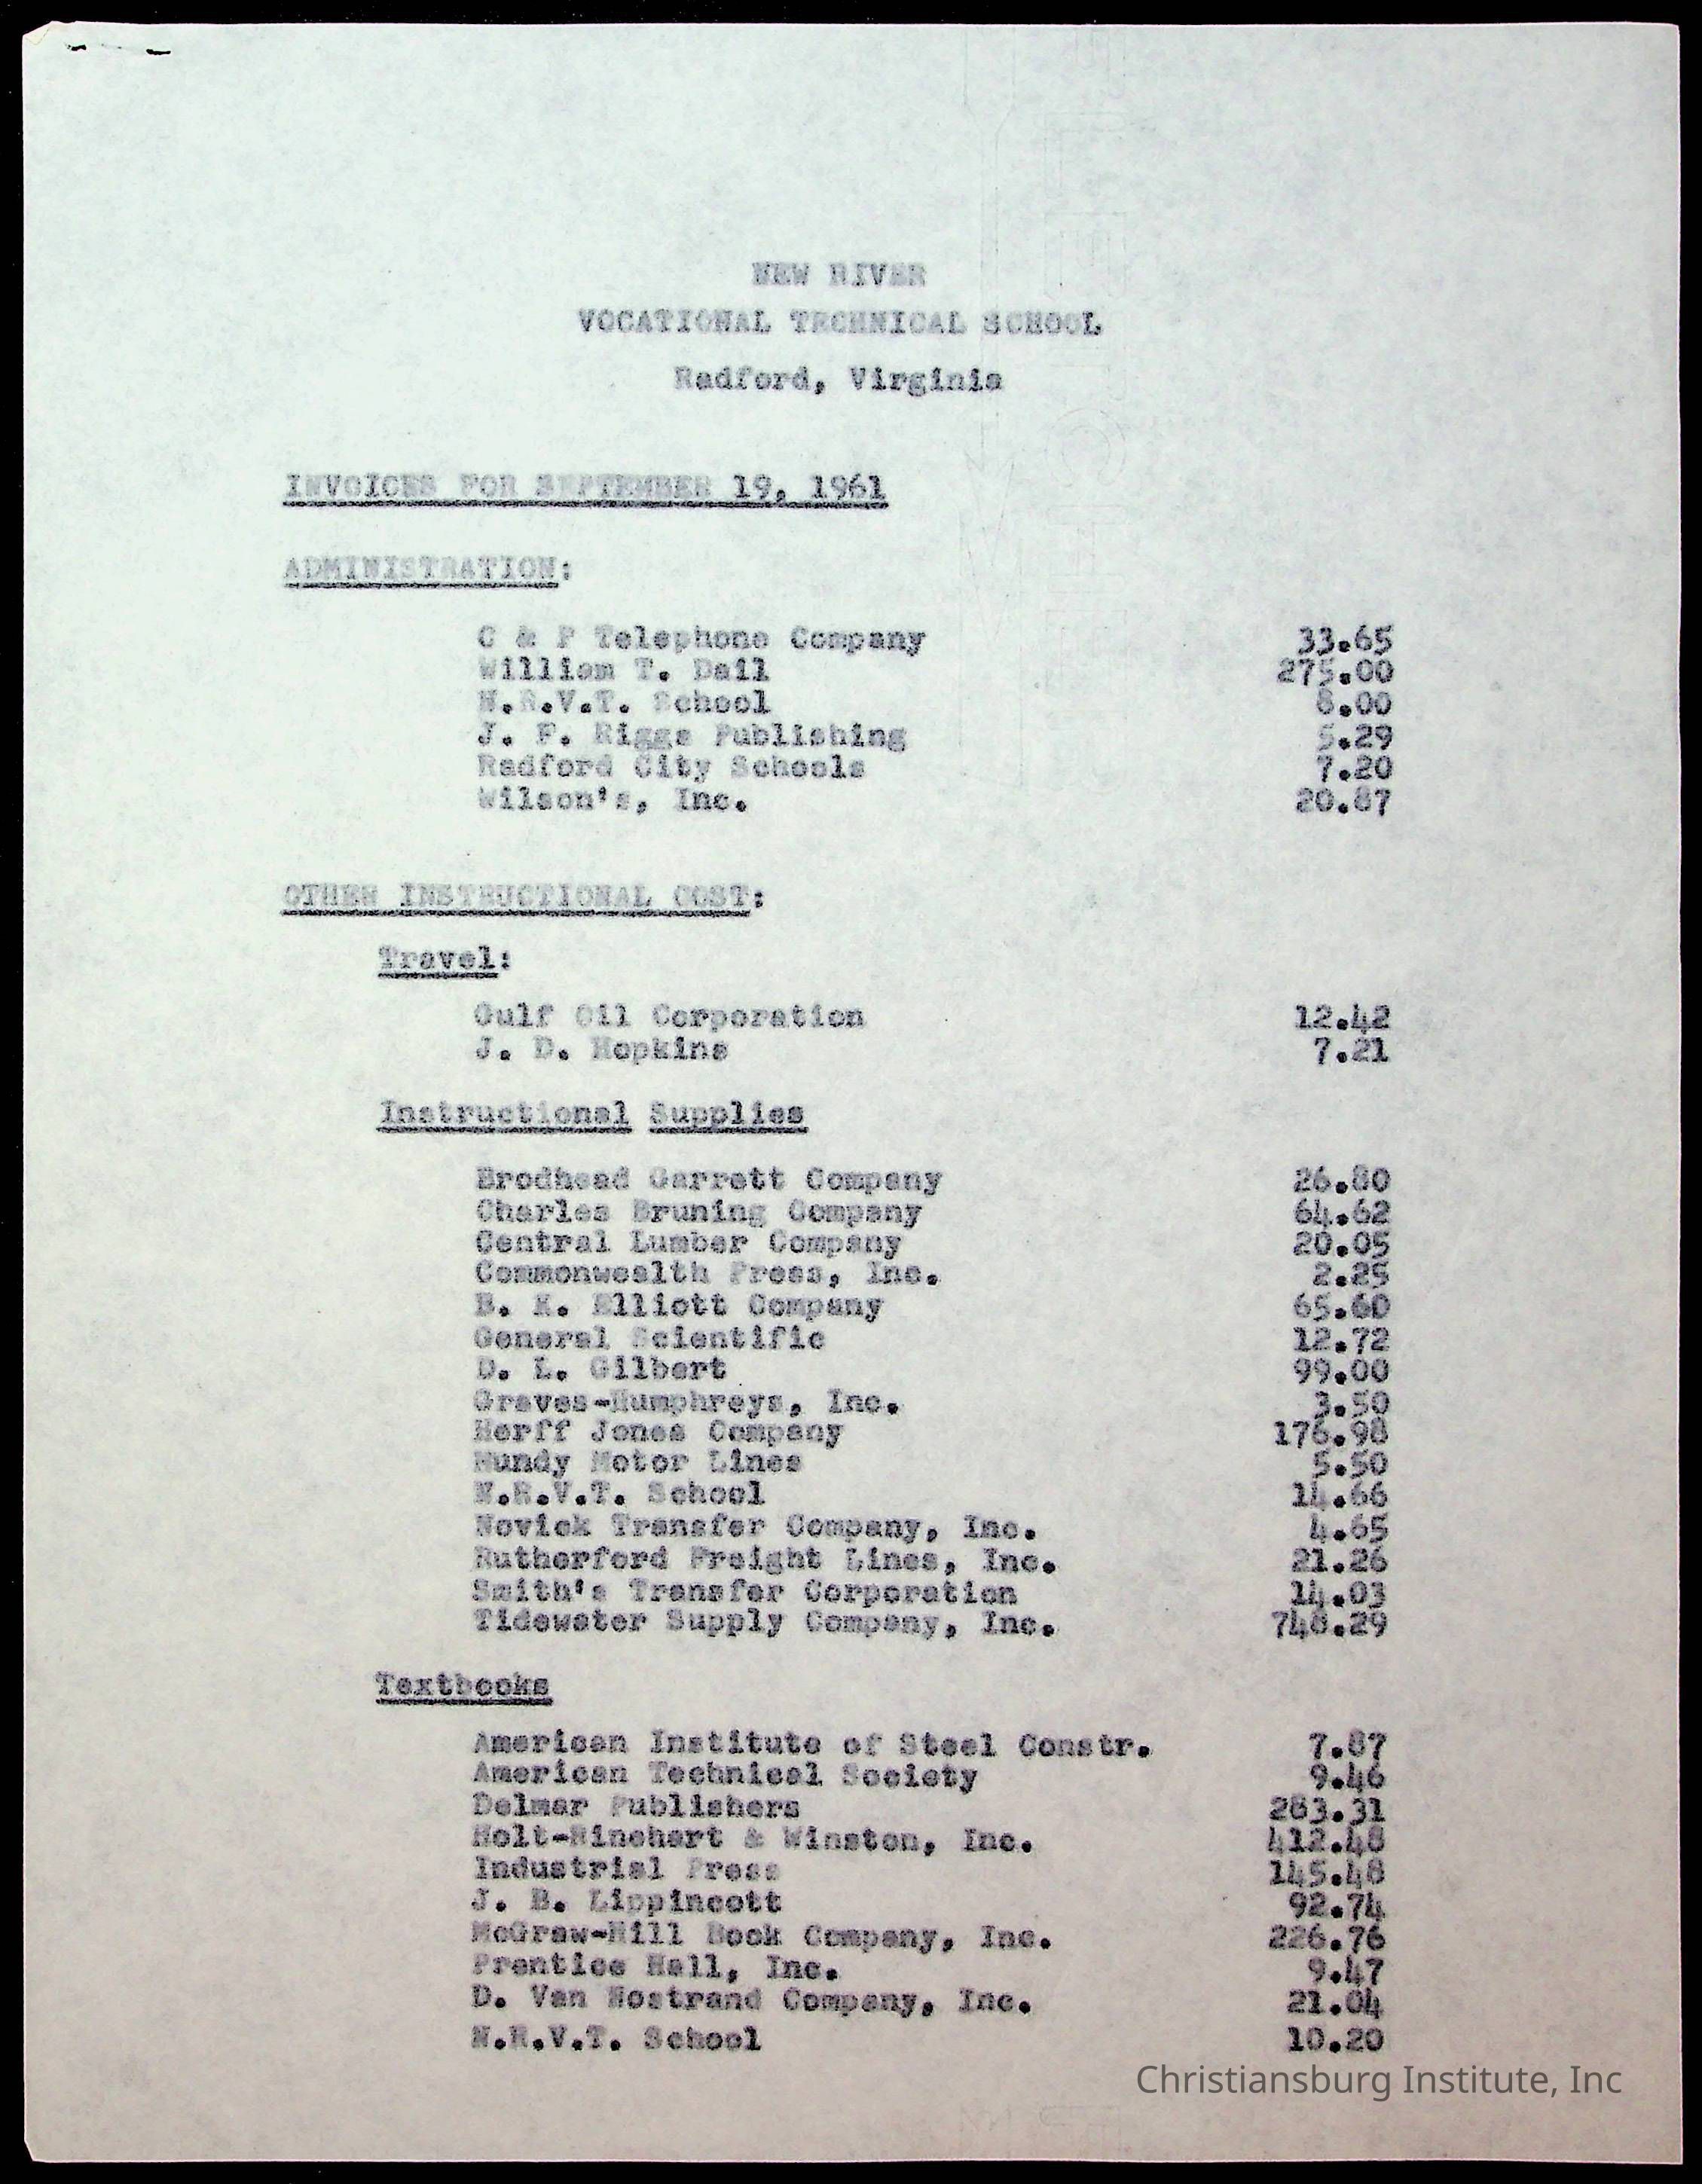 NEW RIVER
VOCATIONAL TECHNICAL SCHOOL
Radford, Virginia
INVOICES FOR SEPTEMBER 19, 1961
ADMINISTRATION:
C & P Telephone Company 33.65
William T. Dail 275.00
N.R.V.T. School 8.00
J. F. Riggs Publishing 5.29
Radford City Schools 7.20
Wilson's, Inc. 20.87
OTHER INSTRUCTIONAL COST:
Travel:
Gulf Oil Corporation 12.42
J. D. Hopkins 7.21
Instructional Supplies
Brodhead Garrett Company 26.80
Charles Bruning Company 64.62
Central Lumber Company 20.05
Commonwealth Press, Inc. 2.25
B. K. Elliott Company 65.60
General Scientific 12.72
D. L. Gilbert 99.00
Graves-Humphreys, Inc. 3.50
Herff Jones Company 176.98
Mundy Motor Lines 5.50
N.R.V.T. School 14.66
Novick Transfer Company, Inc. 4.65
Rutherford Freight Lines, Inc. 21.26
Smith's Transfer Corporation 14.03
Tidewater Supply Company, Inc. 748.29
Textbooks
American Institute of Steel Constr. 7.87
American Technical Society 9.46
Delmar Publishers 283.31
Holt-Rinehart & Winston, Inc. 412.48
Industrial Press 145.48
J. B. Lippincott 92.74
McGraw-Hill Book Company, Inc. 226.76
Prentice Hall, Inc. 9.47
D. Van Nostrand Company, Inc. 21.04
N.R.V.T. School 10.20
Christiansburg Institute, Inc